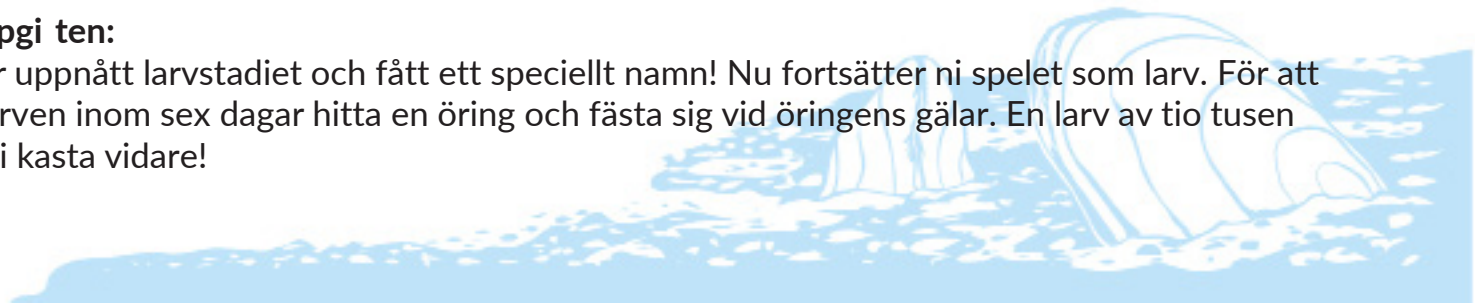 pgi ten:
r uppnått larvstadiet och fått ett speciellt namn! Nu fortsätter ni spelet som larv. För att
rven inom sex dagar hitta en öring och fästa sig vid öringens gälar. En larv av tio tusen
i kasta vidare!